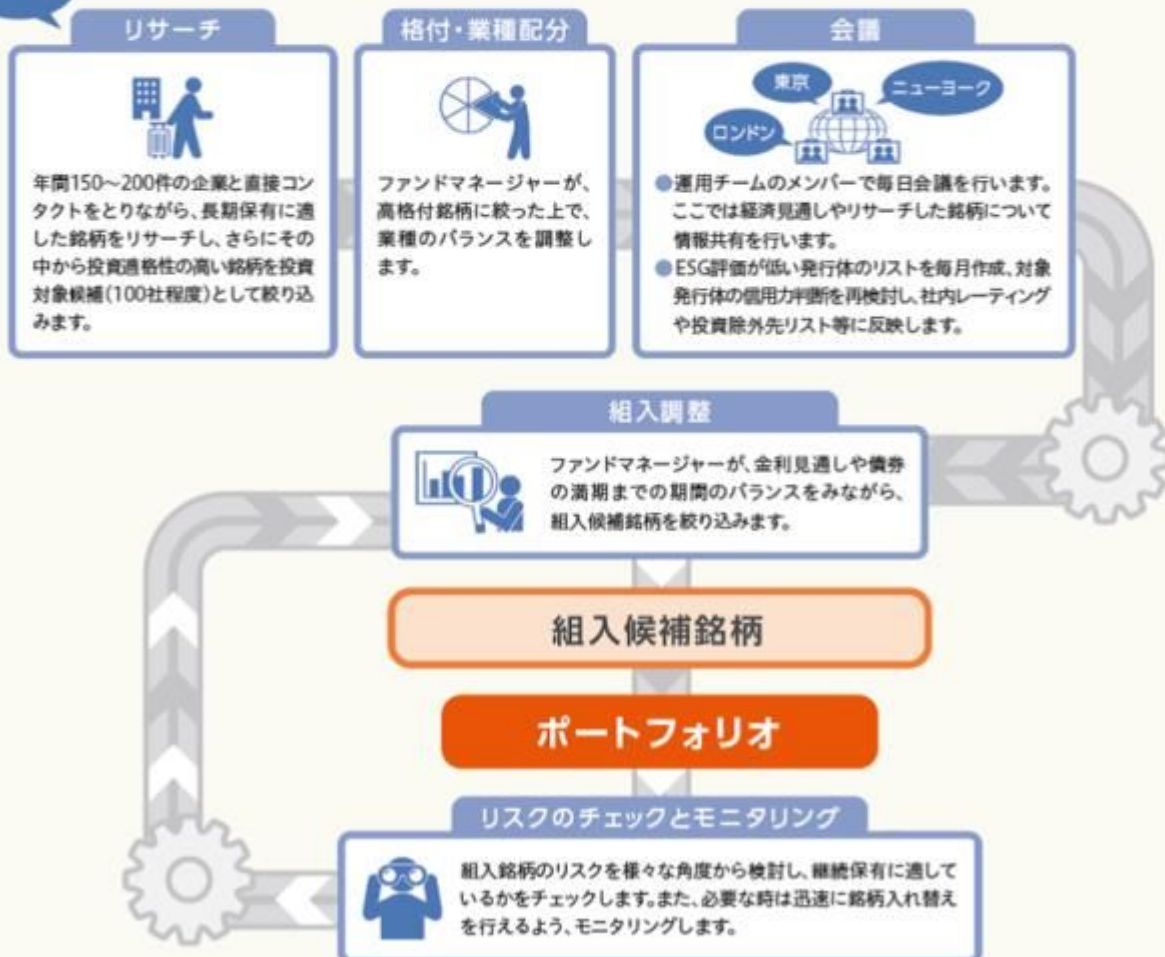 リサーチ
年間150～200件の企業と直接コン
タクトをとりながら、長期保有に適
した銘柄をリサーチし、さらにその
中から投資適格性の高い銘柄を投資
対象候補(100社程度)として絞り込
みます。
格付・業種配分
ファンドマネージャーが、
高格付銘柄に絞った上で、
業種のバランスを調整し
ます。
会議
東京
ニューヨーク
ロンドン
●運用チームのメンバーで毎日会議を行います。
ここでは経済見通しやリサーチした銘柄について
情報共有を行います。
●ESG評価が低い発行体のリストを毎月作成、対象
発行体の信用力判断を再検討し、社内レーティング
や投資除外先リスト等に反映します。
組入調整
ファンドマネージャーが、金利見通しや債券
の満期までの期間のバランスをみながら、
組入候補銘柄を絞り込みます。
組入候補銘柄
ポートフォリオ
リスクのチェックとモニタリング
組入銘柄のリスクを様々な角度から検討し、継続保有に適して
いるかをチェックします。また、必要な時は迅速に銘柄入れ替え
を行えるよう、モニタリングします。